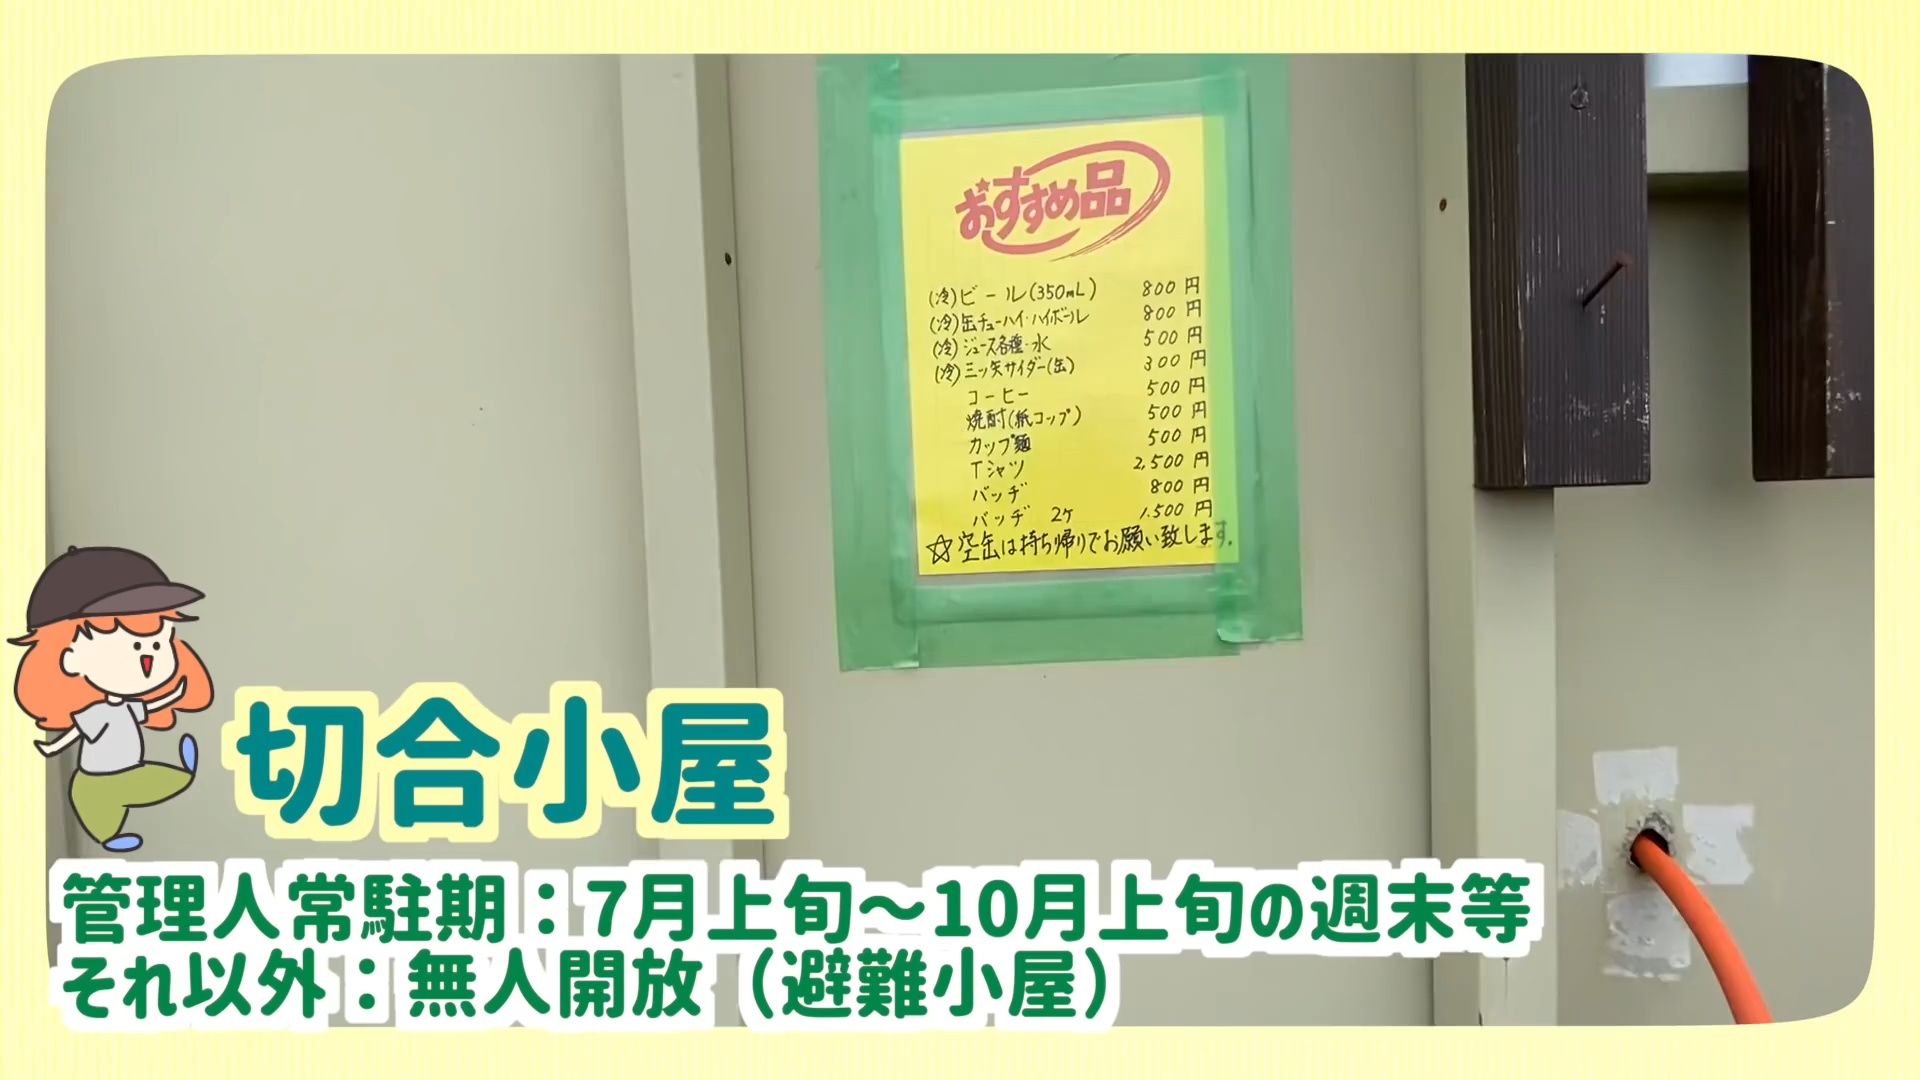 おすすめ品
(冷)ビール(350mL) 800円
(冷)缶チューハイ・ハイボール 800円
(冷)ジュース各種・水 500円
(冷)三ッ矢サイダー(缶) 300円
コーヒー 500円
焼酎(紙コップ) 500円
カップ麺 500円
Tシャツ 2,500円
バッヂ 800円
バッヂ 2ケ 1,500円
☆空缶は持ち帰りでお願い致します。
切合小屋
管理人常駐期：7月上旬〜10月上旬の週末等
それ以外：無人開放（避難小屋）